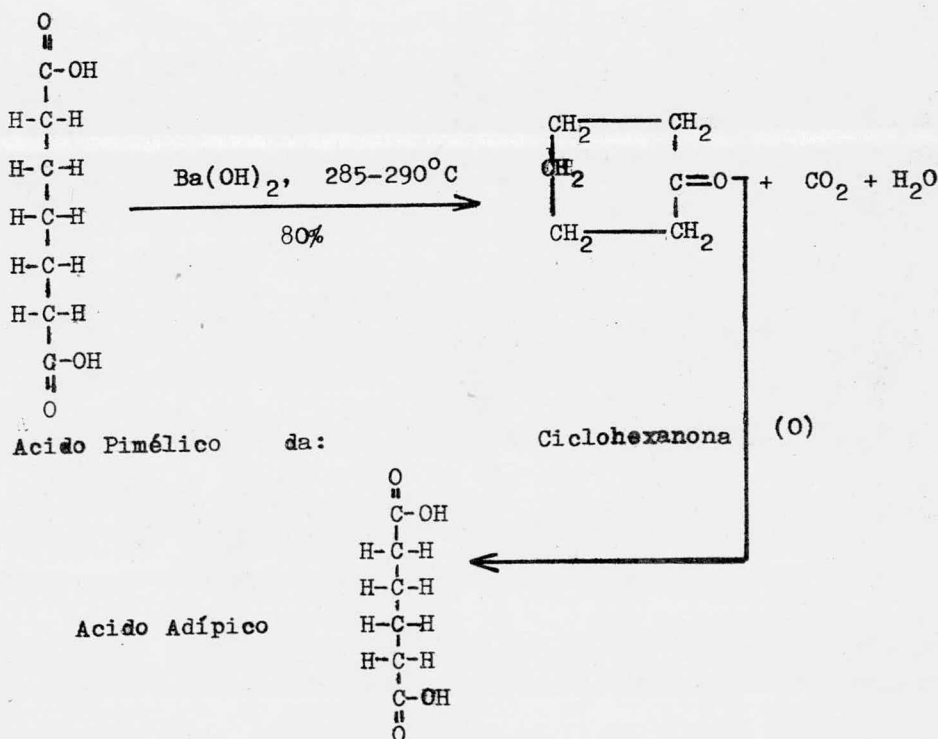 O
C-OH
H-C-H
H-C-H
H-C-H
H-C-H
H-C-H
C-OH
O
Ba(OH)2, 285-290°C
80%
CH2 CH2
CH2 C=O + CO2 + H2O
CH2 CH2
Acido Pimélico da:
Ciclohexanona (O)
O
C-OH
H-C-H
H-C-H
H-C-H
H-C-H
C-OH
O
Acido Adípico